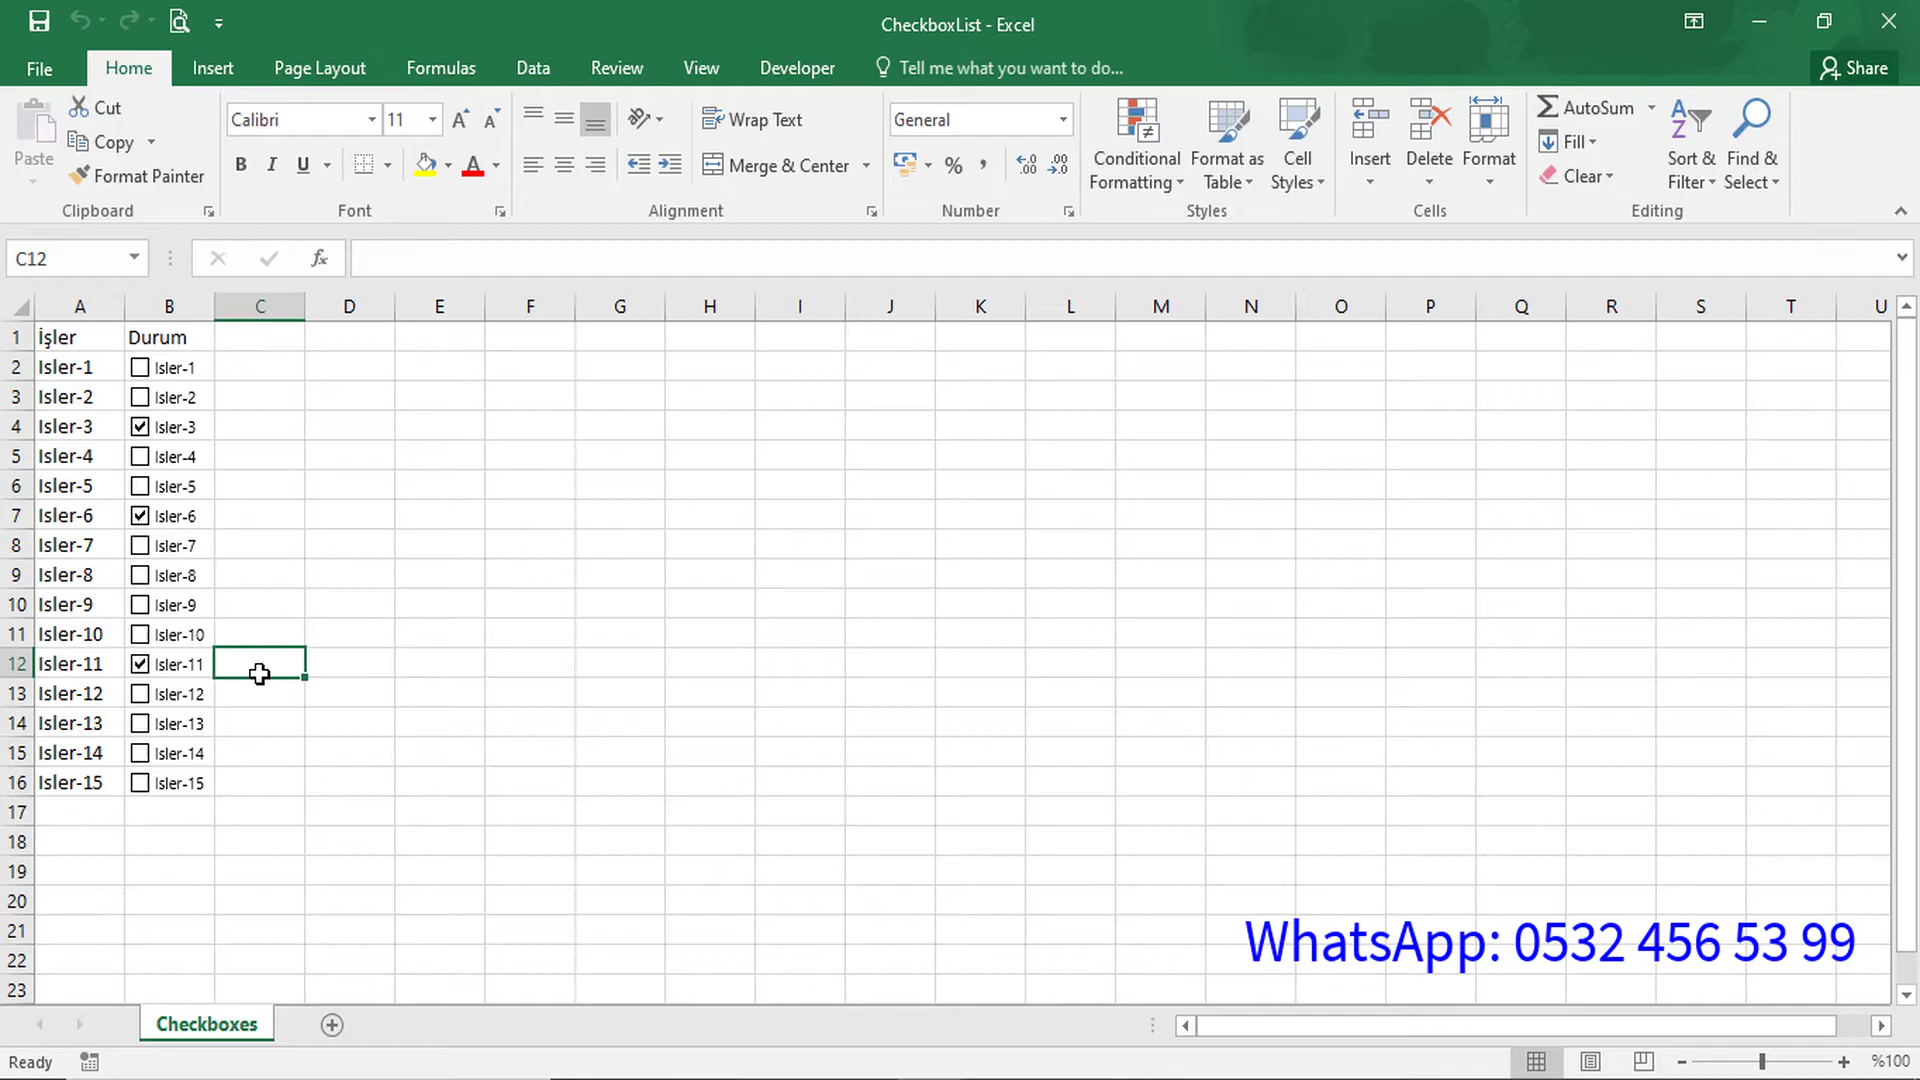 CheckboxList - Excel
File Home Insert Page Layout Formulas Data Review View Developer Tell me what you want to do... Share
Paste
Cut
Copy
Format Painter
Clipboard
Calibri 11
B I U A
Font
Wrap Text
Merge & Center
Alignment
General
% ,
Number
Conditional Formatting
Format as Table
Cell Styles
Styles
Insert Delete Format
Cells
AutoSum
Fill
Clear
Sort & Filter
Find & Select
Editing
C12 fx
A B C D E F G H I J K L M N O P Q R S T U
1 İşler Durum
2 Isler-1 Isler-1
3 Isler-2 Isler-2
4 Isler-3 Isler-3
5 Isler-4 Isler-4
6 Isler-5 Isler-5
7 Isler-6 Isler-6
8 Isler-7 Isler-7
9 Isler-8 Isler-8
10 Isler-9 Isler-9
11 Isler-10 Isler-10
12 Isler-11 Isler-11
13 Isler-12 Isler-12
14 Isler-13 Isler-13
15 Isler-14 Isler-14
16 Isler-15 Isler-15
17
18
19
20
21
22
23
WhatsApp: 0532 456 53 99
Checkboxes
Ready %100